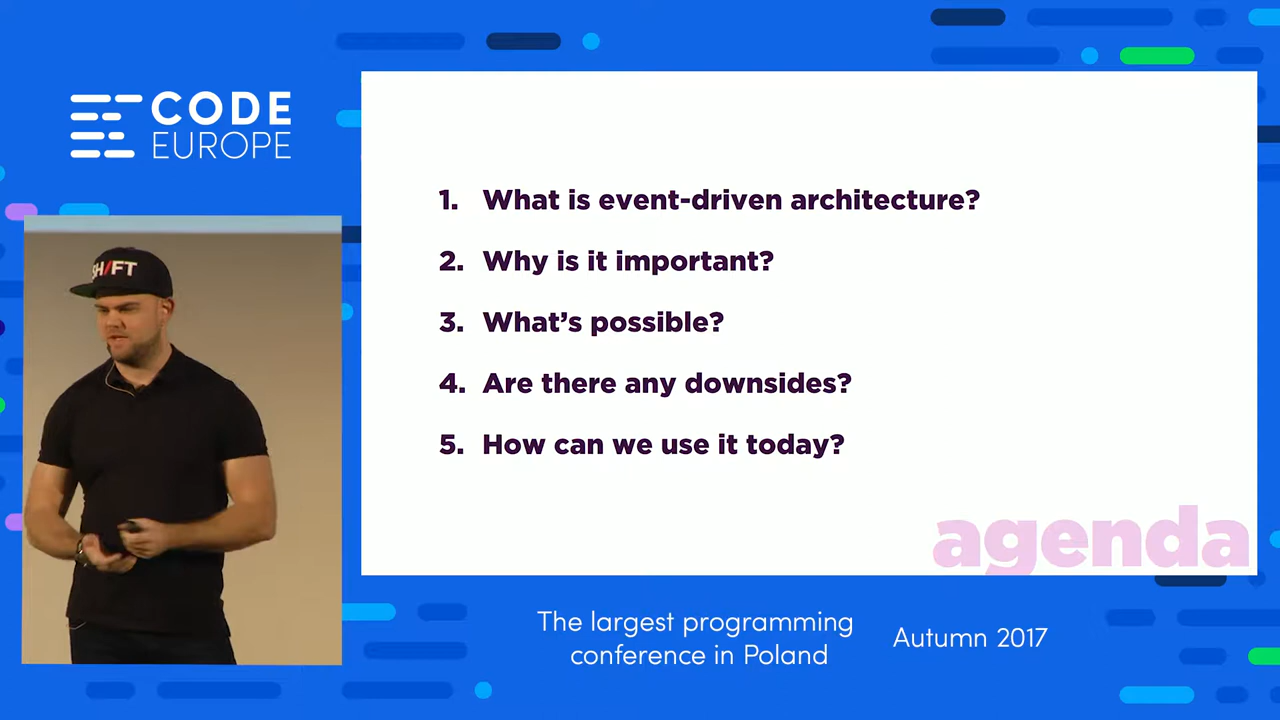 CODE
EUROPE
SH/FT
1. What is event-driven architecture?
2. Why is it important?
3. What's possible?
4. Are there any downsides?
5. How can we use it today?
agenda
The largest programming
conference in Poland
Autumn 2017